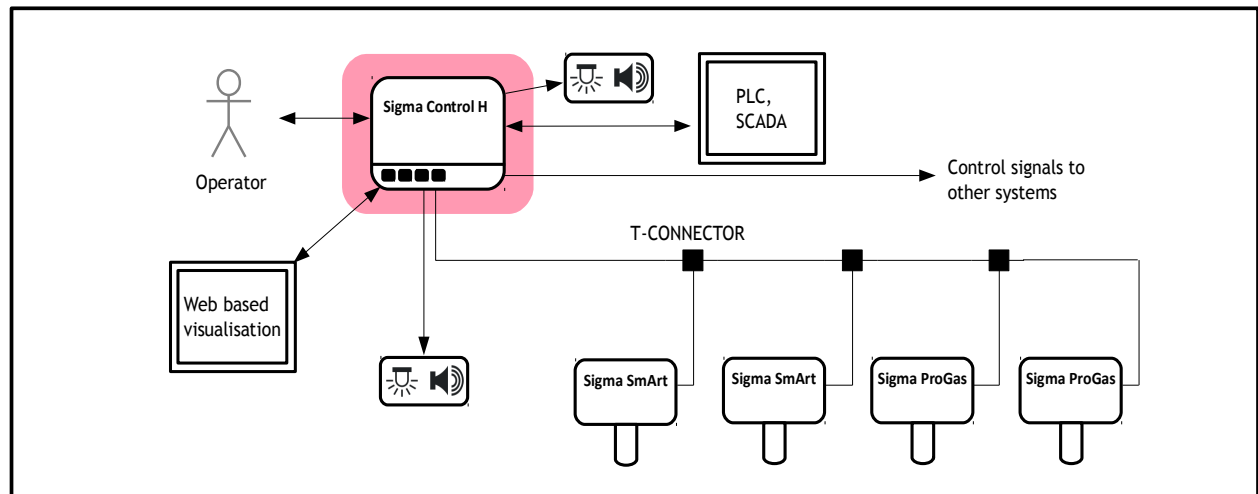 Sigma Control H
PLC,
SCADA
Operator
Control signals to
other systems
T-CONNECTOR
Web based
visualisation
Sigma SmArt
Sigma SmArt
Sigma ProGas
Sigma ProGas